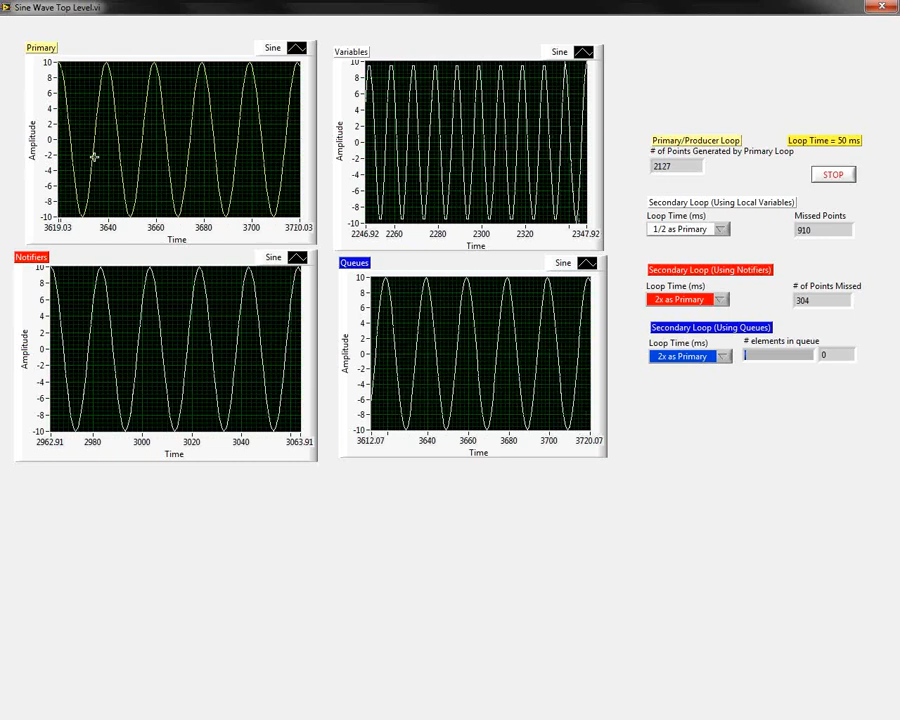 Sine Wave Top Level.vi
Primary
Sine
10
8
6
4
2
0
-2
-4
-6
-8
-10
Amplitude
3619.03 3640 3660 3680 3700 3710.03
Time
Variables
Sine
10
8
6
4
2
0
-2
-4
-6
-8
-10
Amplitude
2246.92 2260 2280 2300 2320 2347.92
Time
Notifiers
Sine
10
8
6
4
2
0
-2
-4
-6
-8
-10
Amplitude
2962.91 2980 3000 3020 3040 3063.91
Time
Queues
Sine
10
8
6
4
2
0
-2
-4
-6
-8
-10
Amplitude
3612.07 3640 3660 3680 3700 3720.07
Time
Primary/Producer Loop
Loop Time = 50 ms
# of Points Generated by Primary Loop
2127
STOP
Secondary Loop (Using Local Variables)
Loop Time (ms) Missed Points
1/2 as Primary 910
Secondary Loop (Using Notifiers)
Loop Time (ms) # of Points Missed
2x as Primary 304
Secondary Loop (Using Queues)
Loop Time (ms) # elements in queue
2x as Primary 0